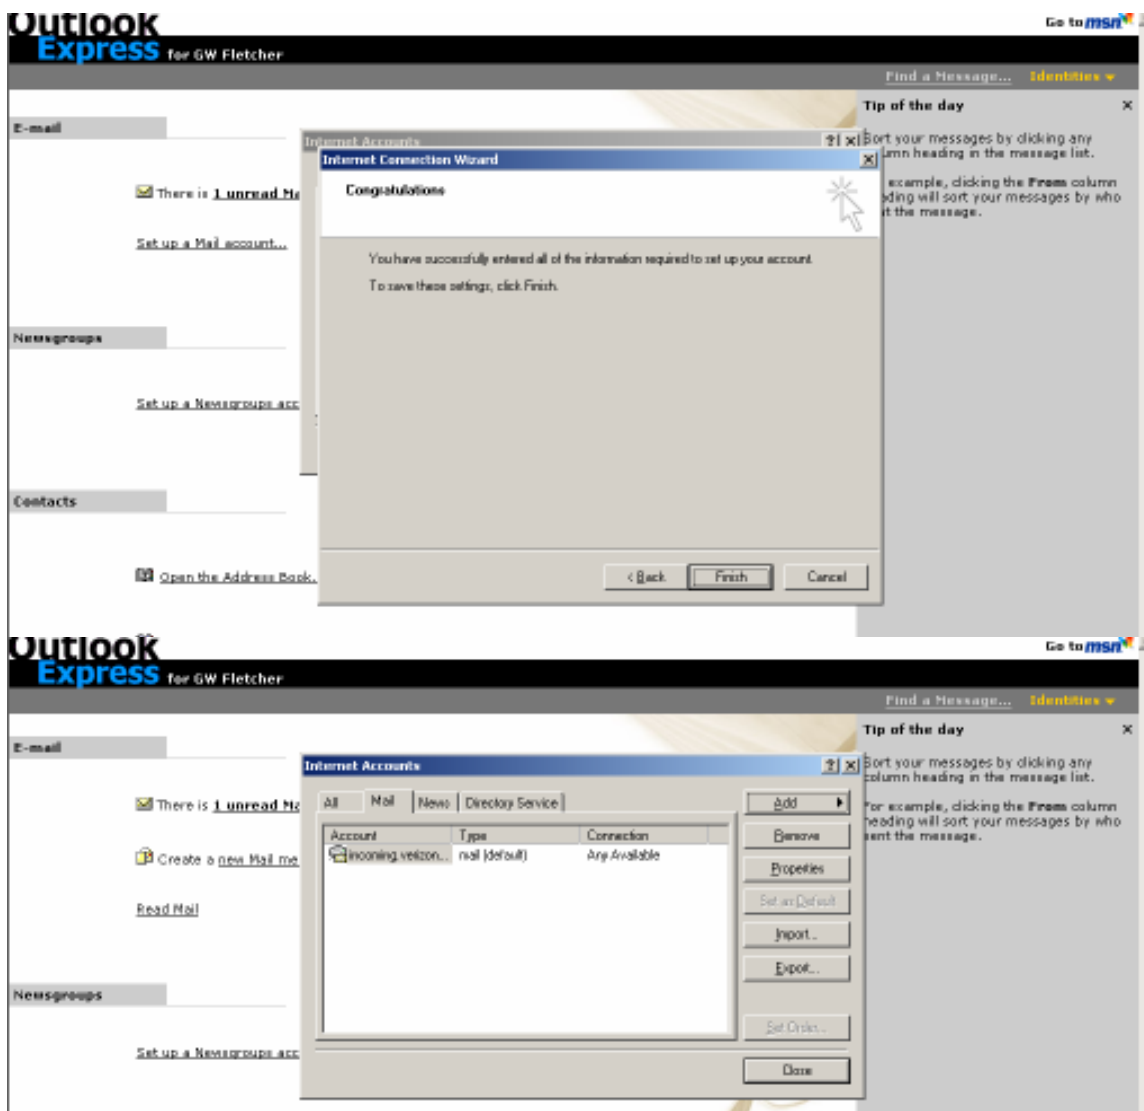 Outlook
Go to msn
Express for GW Fletcher
Find a Message... Identities
Tip of the day
E-mail
Internet Accounts
Sort your messages by clicking any
column heading in the message list.
Internet Connection Wizard
Congratulations
example, clicking the From column
ading will sort your messages by who
nt the message.
There is 1 unread Ma
Set up a Mail account...
You have successfully entered all of the information required to set up your account.
To save these settings, click Finish.
Newsgroups
Set up a Newsgroups acc
Contacts
Open the Address Book.
< Back
Finish
Cancel
Outlook
Go to msn
Express for GW Fletcher
Find a Message... Identities
Tip of the day
E-mail
Internet Accounts
Sort your messages by clicking any
column heading in the message list.
For example, clicking the From column
heading will sort your messages by who
sent the message.
There is 1 unread Ma
Create a new Mail me
Read Mail
All Mail News Directory Service
Account Type Connection
incoming.verizon... mail (default) Any Available
Add
Remove
Properties
Set as Default
Import...
Export...
Set Order...
Close
Newsgroups
Set up a Newsgroups acc